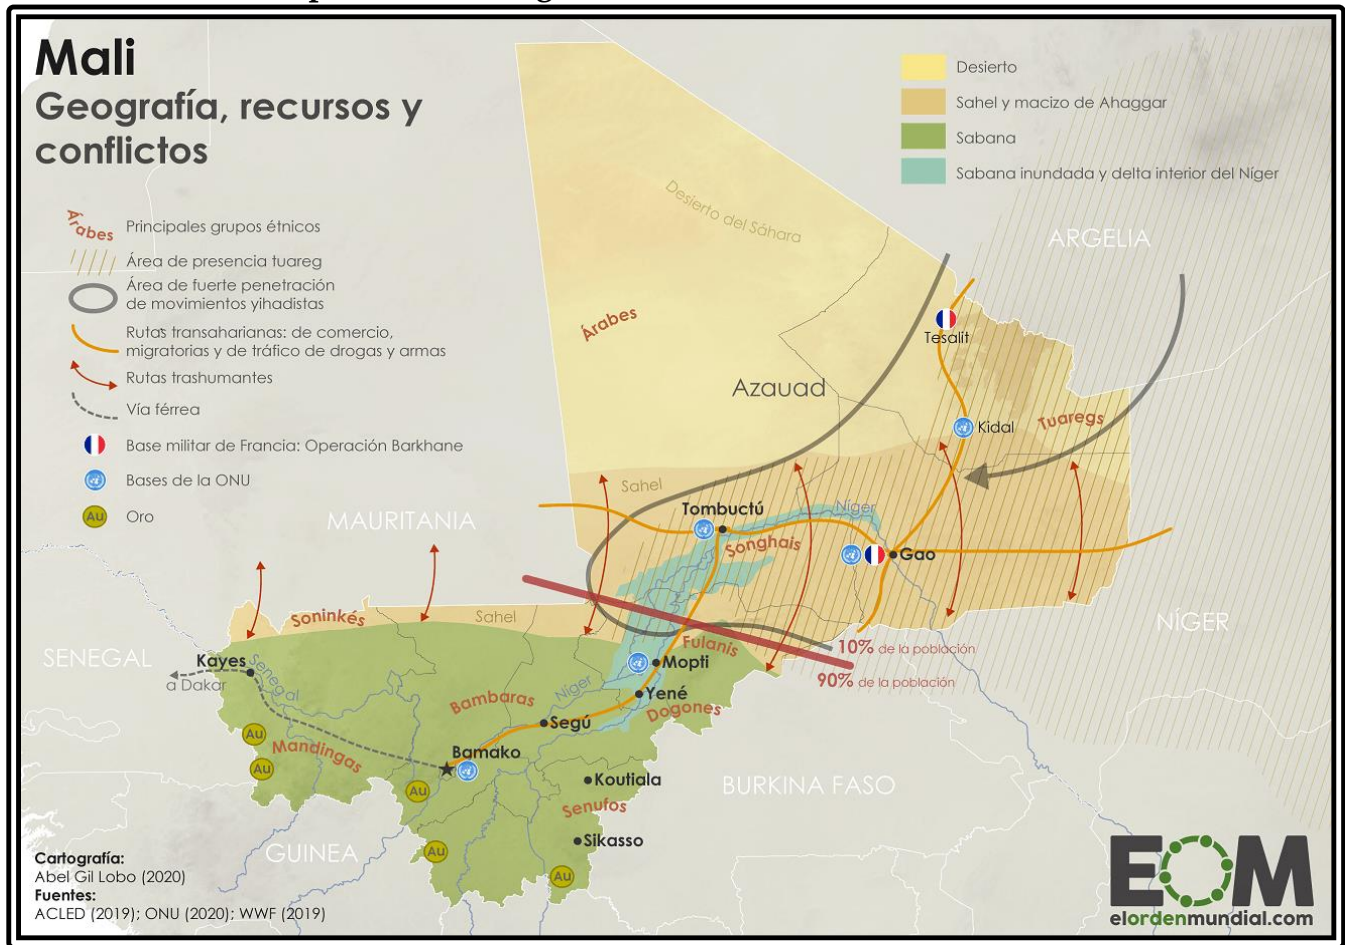 Mali
Geografía, recursos y
conflictos
Árabes
Principales grupos étnicos
Área de presencia tuareg
Área de fuerte penetración
de movimientos yihadistas
Rutas transaharianas: de comercio,
migratorias y de tráfico de drogas y armas
Rutas trashumantes
Vía férrea
Base militar de Francia: Operación Barkhane
Bases de la ONU
Au
Oro
Desierto
Sahel y macizo de Ahaggar
Sabana
Sabana inundada y delta interior del Níger
Desierto del Sáhara
ARGELIA
Árabes
Tesalit
Azauad
Kidal
Tuaregs
Sahel
MAURITANIA
Tombuctú
Níger
Songhais
Gao
Soninkés
Sahel
NÍGER
SENEGAL
Kayes
Senegal
a Dakar
Fulanis
10% de la población
Mopti
90% de la población
Níger
Yené
Bambaras
Dogones
Segú
Au
Mandingas
Bamako
Au
Koutiala
BURKINA FASO
Au
Senufos
Sikasso
GUINEA
Au
Au
Cartografía:
Abel Gil Lobo (2020)
Fuentes:
ACLED (2019); ONU (2020); WWF (2019)
EOM
elordenmundial.com